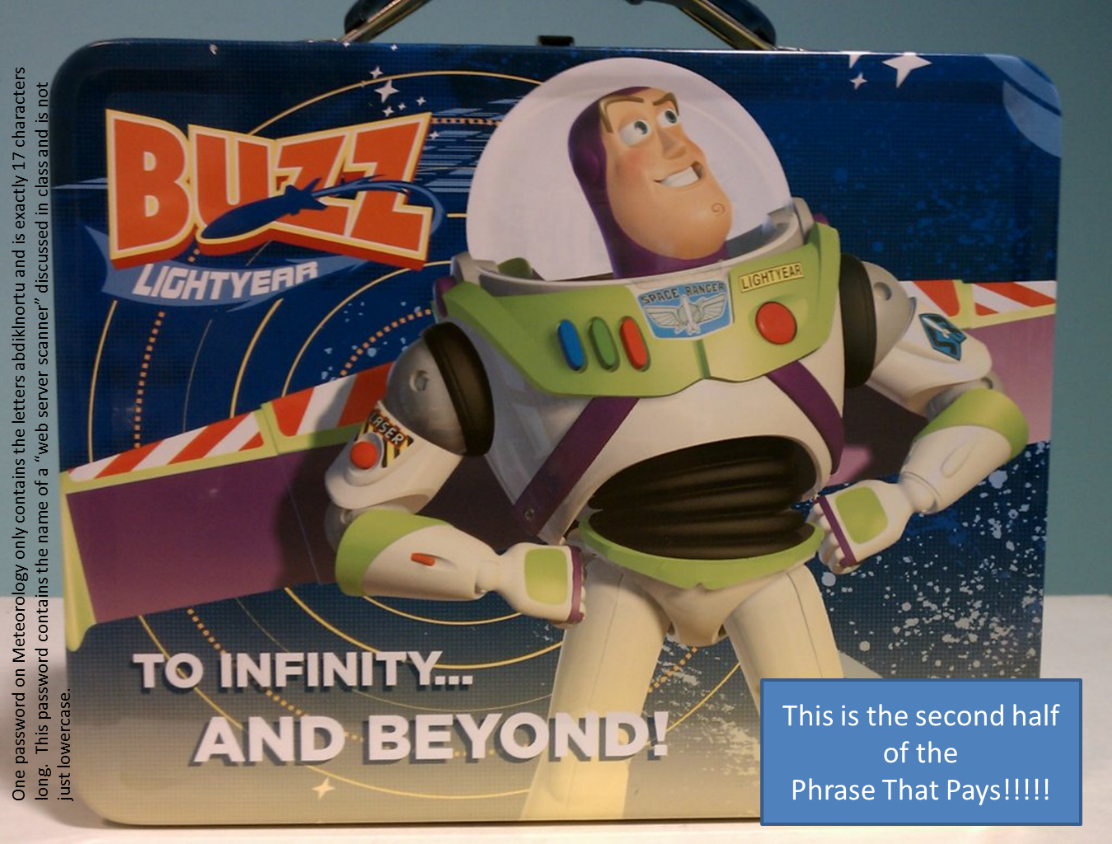 One password on Meteorology only contains the letters abdiklnortu and is exactly 17 characters
long.  This password contains the name of a “web server scanner” discussed in class and is not
just lowercase.
BUZZ
LIGHTYEAR
SPACE RANGER
LIGHTYEAR
LASER
TO INFINITY...
AND BEYOND!
This is the second half
of the
Phrase That Pays!!!!!